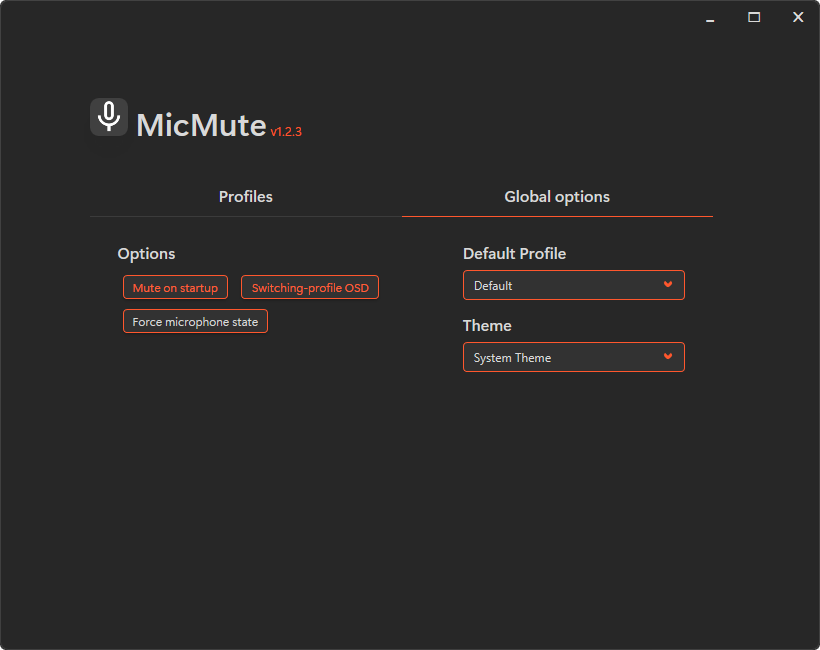 MicMute v1.2.3
Profiles
Global options
Options
Mute on startup
Switching-profile OSD
Force microphone state
Default Profile
Default
Theme
System Theme